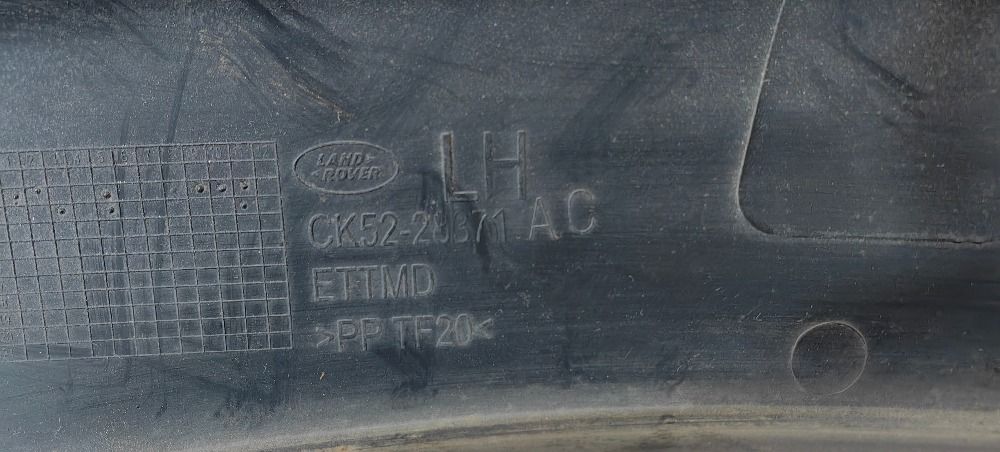 LAND
ROVER
LH
CK52-28371 AC
ETTMD
>PP TF20<